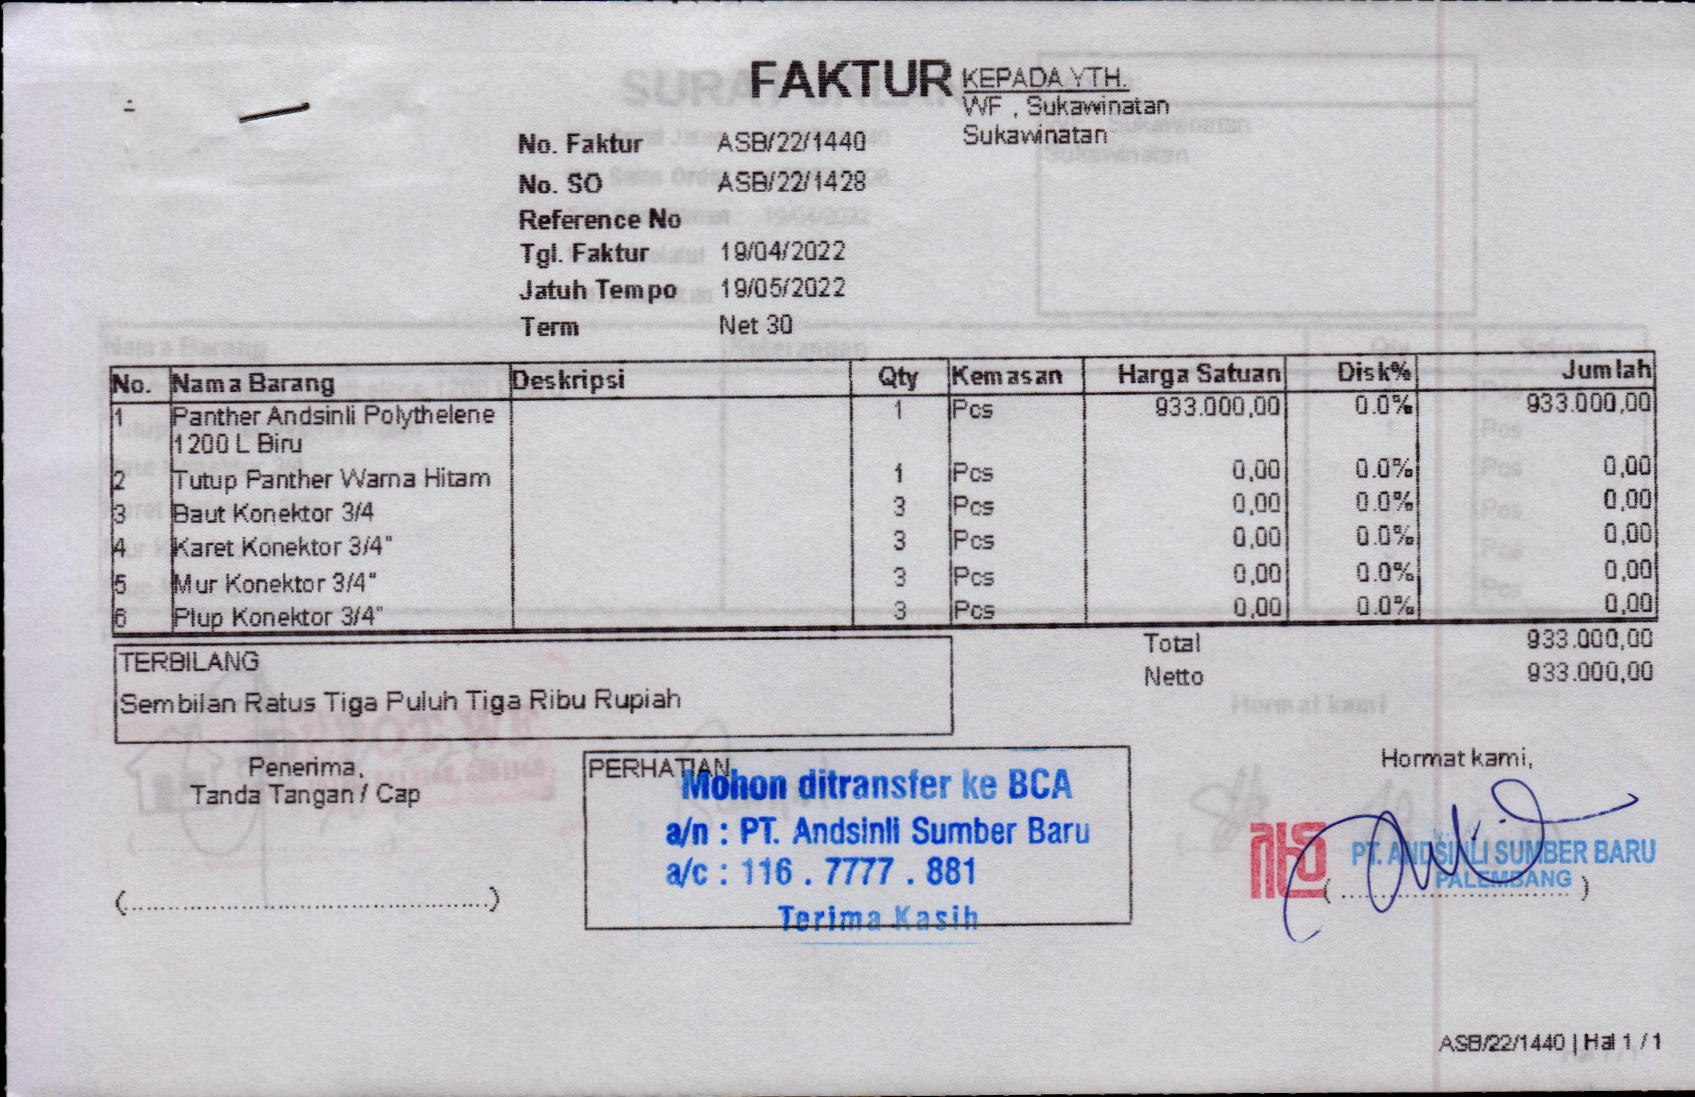 FAKTUR
KEPADA YTH.
WF , Sukawinatan
Sukawinatan
No. Faktur ASB/22/1440
No. SO ASB/22/1428
Reference No
Tgl. Faktur 19/04/2022
Jatuh Tempo 19/05/2022
Term Net 30
No. Nama Barang Deskripsi Qty Kemasan Harga Satuan Disk% Jumlah
1 Panther Andsinli Polythelene 1 Pcs 933.000,00 0.0% 933.000,00
1200 L Biru
2 Tutup Panther Warna Hitam 1 Pcs 0,00 0.0% 0,00
3 Baut Konektor 3/4 3 Pcs 0,00 0.0% 0,00
4 Karet Konektor 3/4" 3 Pcs 0,00 0.0% 0,00
5 Mur Konektor 3/4" 3 Pcs 0,00 0.0% 0,00
6 Plup Konektor 3/4" 3 Pcs 0,00 0.0% 0,00
Total 933.000,00
Netto 933.000,00
TERBILANG
Sembilan Ratus Tiga Puluh Tiga Ribu Rupiah
Penerima,
Tanda Tangan / Cap
(..................................................)
PERHATIAN
Mohon ditransfer ke BCA
a/n : PT. Andsinli Sumber Baru
a/c : 116 . 7777 . 881
Terima Kasih
Hormat kami,
PT. ANDSINLI SUMBER BARU
PALEMBANG
(..................................)
ASB/22/1440 | Hal 1 / 1